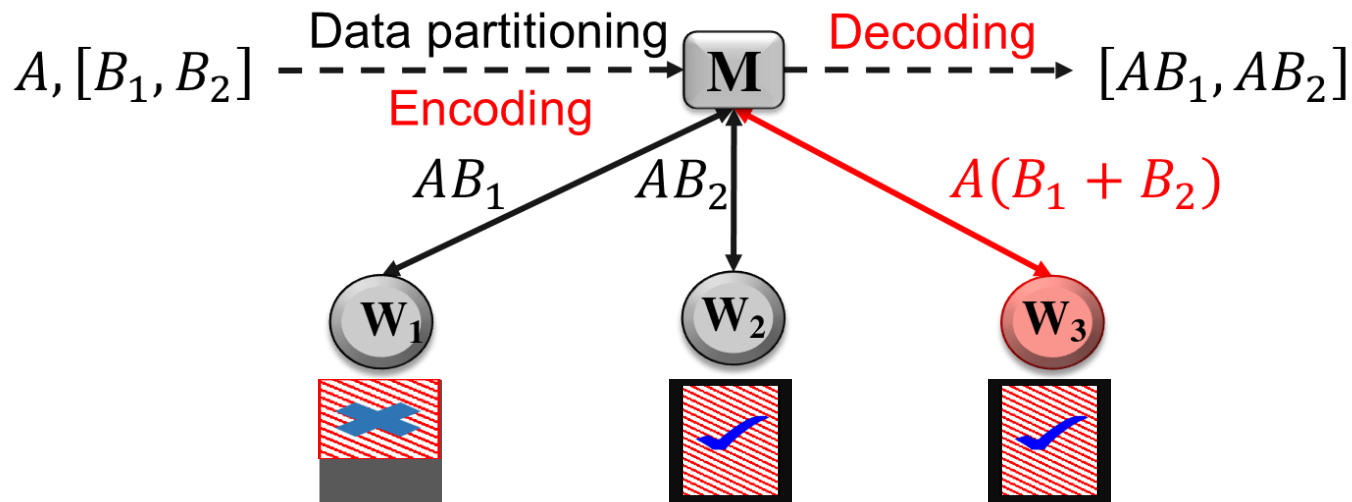 Data partitioning
Decoding
A, [B₁, B₂]
M
[AB₁, AB₂]
Encoding
AB₁
AB₂
A(B₁ + B₂)
W₁
W₂
W₃